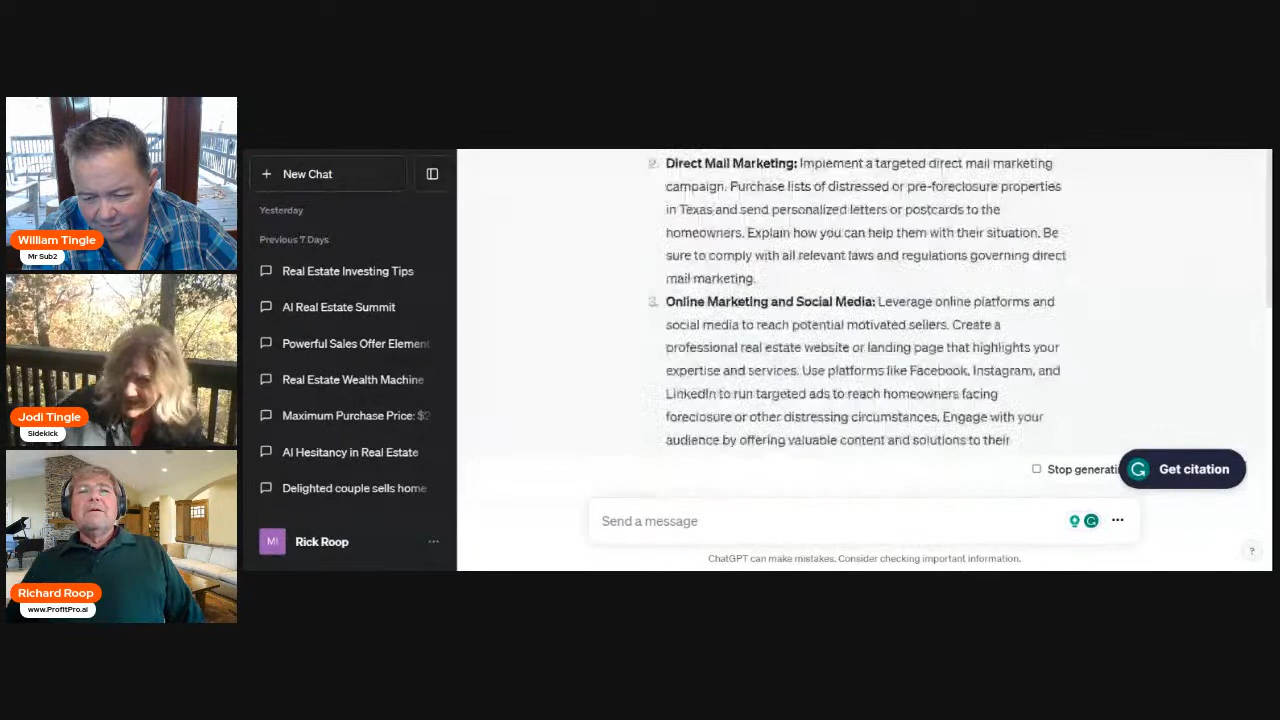 William Tingle
Mr Sub2
Jodi Tingle
Sidekick
Richard Roop
www.ProfitPro.ai
New Chat
Yesterday
Previous 7 Days
Real Estate Investing Tips
AI Real Estate Summit
Powerful Sales Offer Element
Real Estate Wealth Machine
Maximum Purchase Price: $2
AI Hesitancy in Real Estate
Delighted couple sells home
MI
Rick Roop
2. Direct Mail Marketing: Implement a targeted direct mail marketing
campaign. Purchase lists of distressed or pre-foreclosure properties
in Texas and send personalized letters or postcards to the
homeowners. Explain how you can help them with their situation. Be
sure to comply with all relevant laws and regulations governing direct
mail marketing.
3. Online Marketing and Social Media: Leverage online platforms and
social media to reach potential motivated sellers. Create a
professional real estate website or landing page that highlights your
expertise and services. Use platforms like Facebook, Instagram, and
LinkedIn to run targeted ads to reach homeowners facing
foreclosure or other distressing circumstances. Engage with your
audience by offering valuable content and solutions to their
Stop generati
Get citation
Send a message
ChatGPT can make mistakes. Consider checking important information.
?